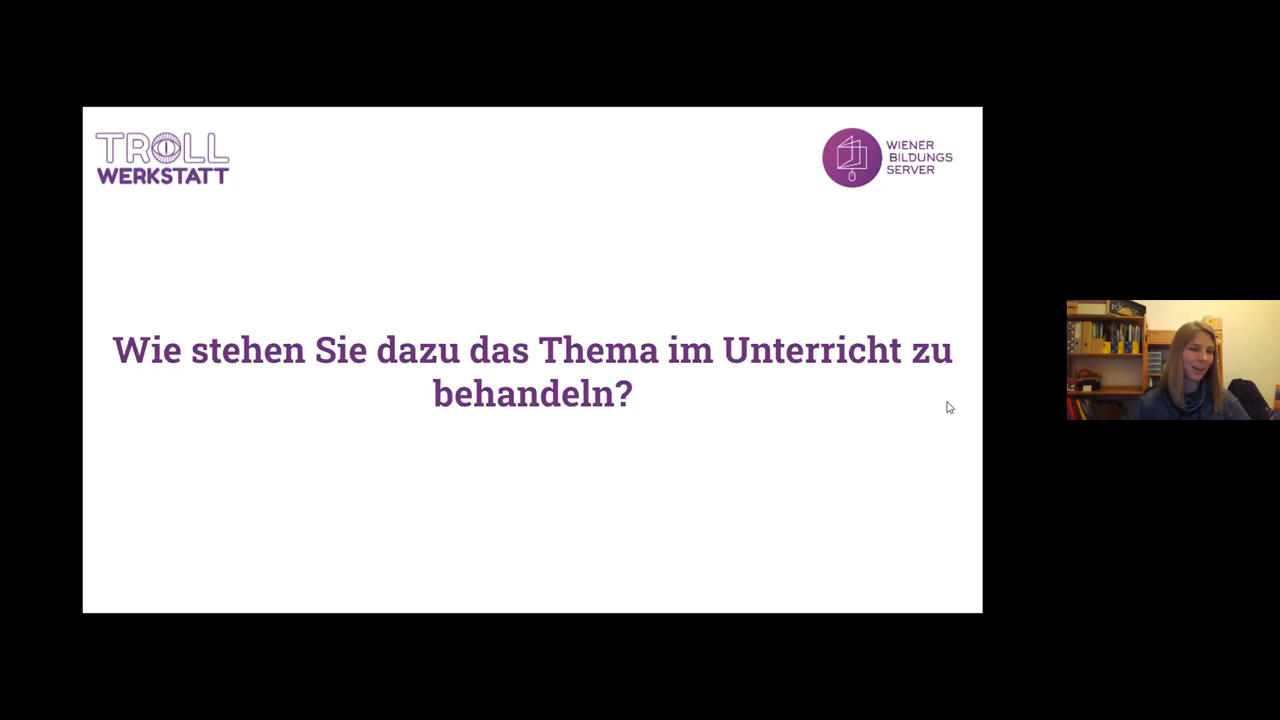 TROLL
WERKSTATT
WIENER
BILDUNGS
SERVER
Wie stehen Sie dazu das Thema im Unterricht zu
behandeln?